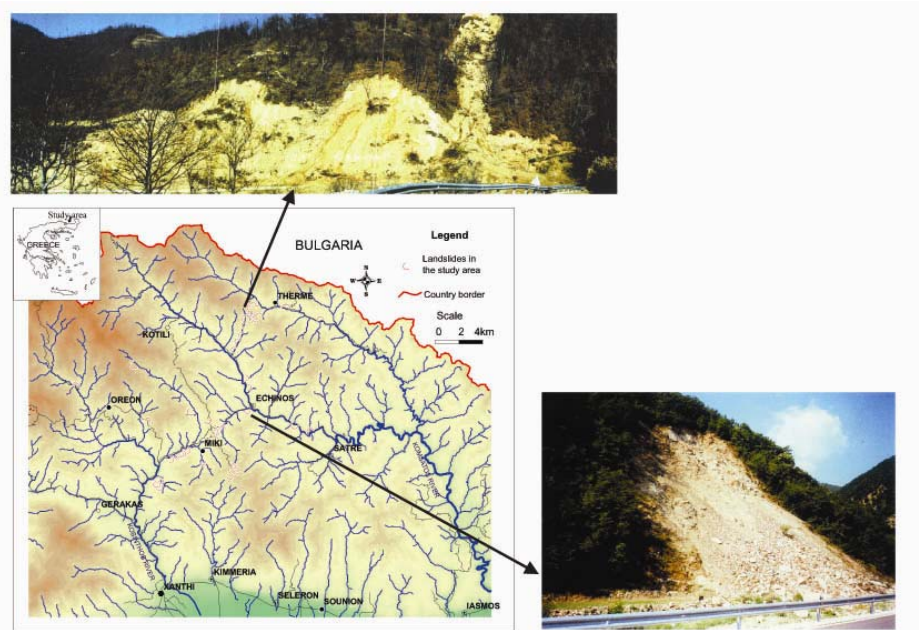 Study area
GREECE
BULGARIA
Legend
Landslides in
the study area
Country border
Scale
0 2 4km
N
W E
S
THERME
KOTILI
ECHINOS
OREON
MIKI
SATRE
GERAKAS
RIVER
XANTHI
KIMMERIA
SELERON
SOUNION
IASMOS